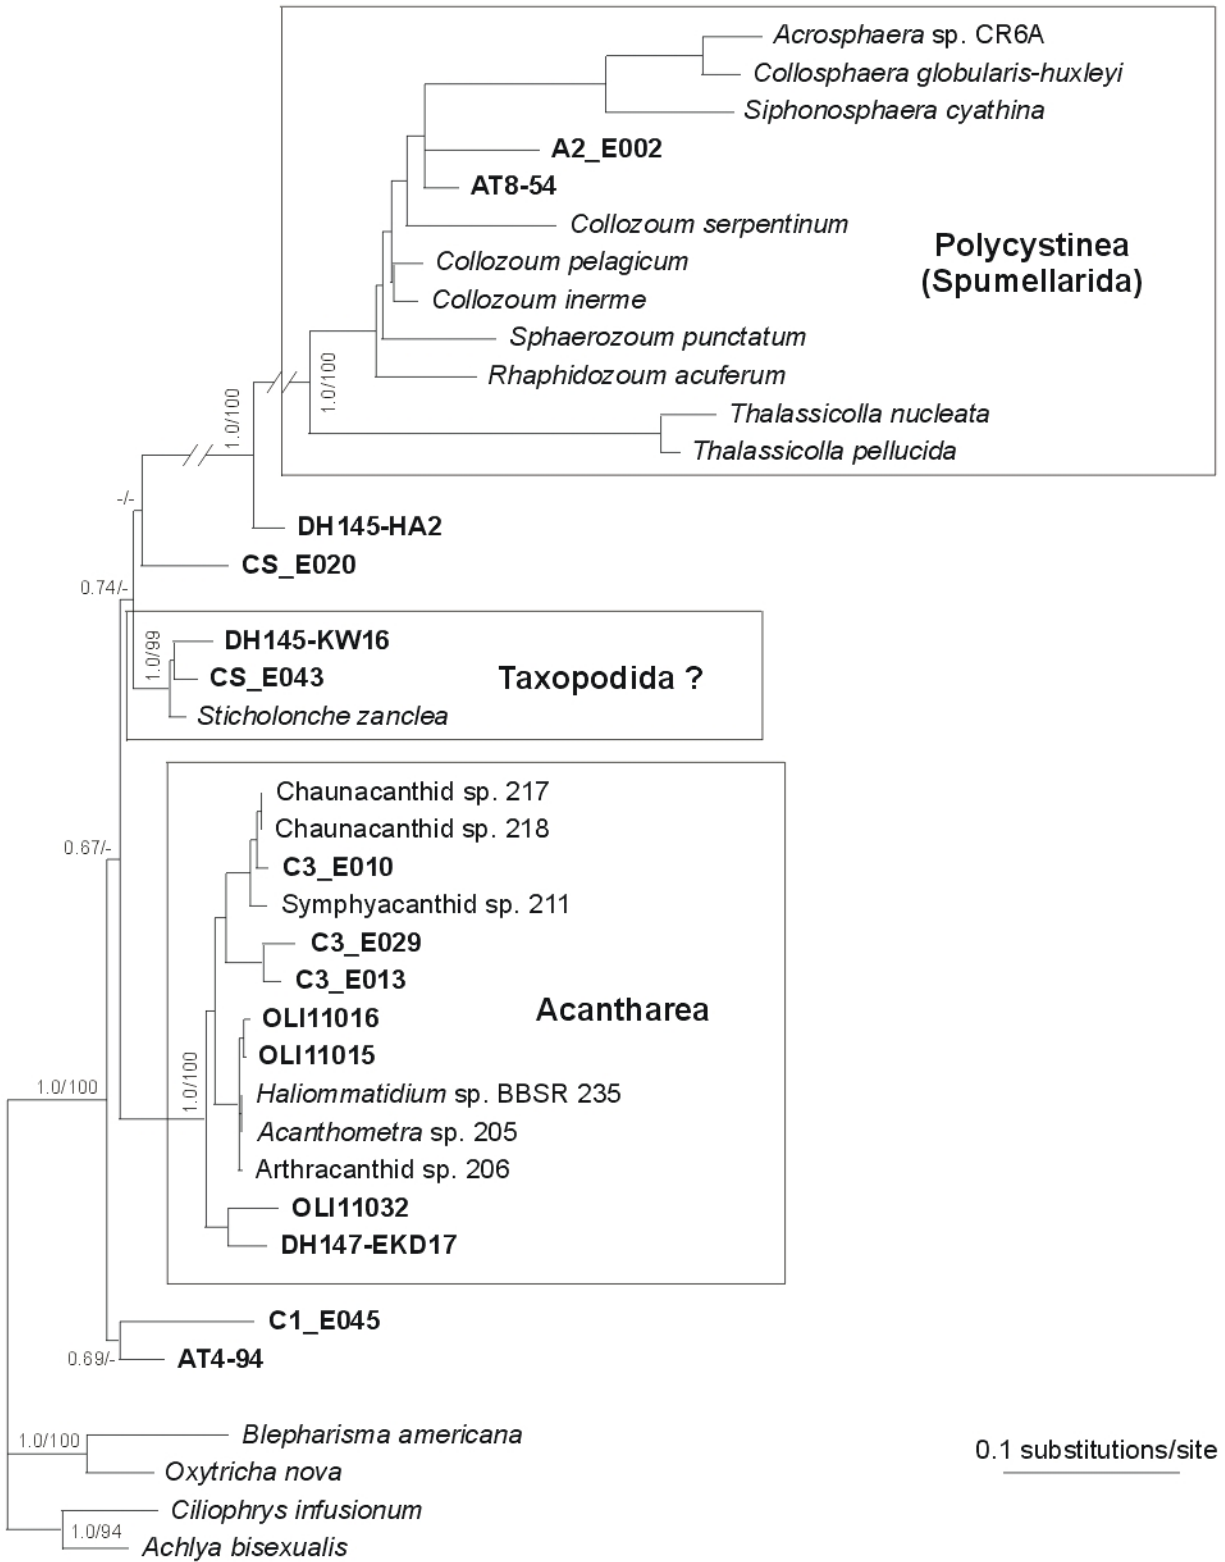 Acrosphaera sp. CR6A
Collosphaera globularis-huxleyi
Siphonosphaera cyathina
A2_E002
AT8-54
Collozoum serpentinum
Polycystinea
(Spumellarida)
Collozoum pelagicum
Collozoum inerme
Sphaerozoum punctatum
1.0/100
Rhaphidozoum acuferum
1.0/100
Thalassicolla nucleata
Thalassicolla pellucida
-/-
DH145-HA2
CS_E020
0.74/-
1.0/99
DH145-KW16
CS_E043
Taxopodida ?
Sticholonche zanclea
Chaunacanthid sp. 217
Chaunacanthid sp. 218
0.67/-
C3_E010
Symphyacanthid sp. 211
C3_E029
C3_E013
Acantharea
OLI11016
OLI11015
1.0/100
1.0/100
Haliommatidium sp. BBSR 235
Acanthometra sp. 205
Arthracanthid sp. 206
OLI11032
DH147-EKD17
C1_E045
0.69/-
AT4-94
Blepharisma americana
1.0/100
0.1 substitutions/site
Oxytricha nova
Ciliophrys infusionum
1.0/94
Achlya bisexualis